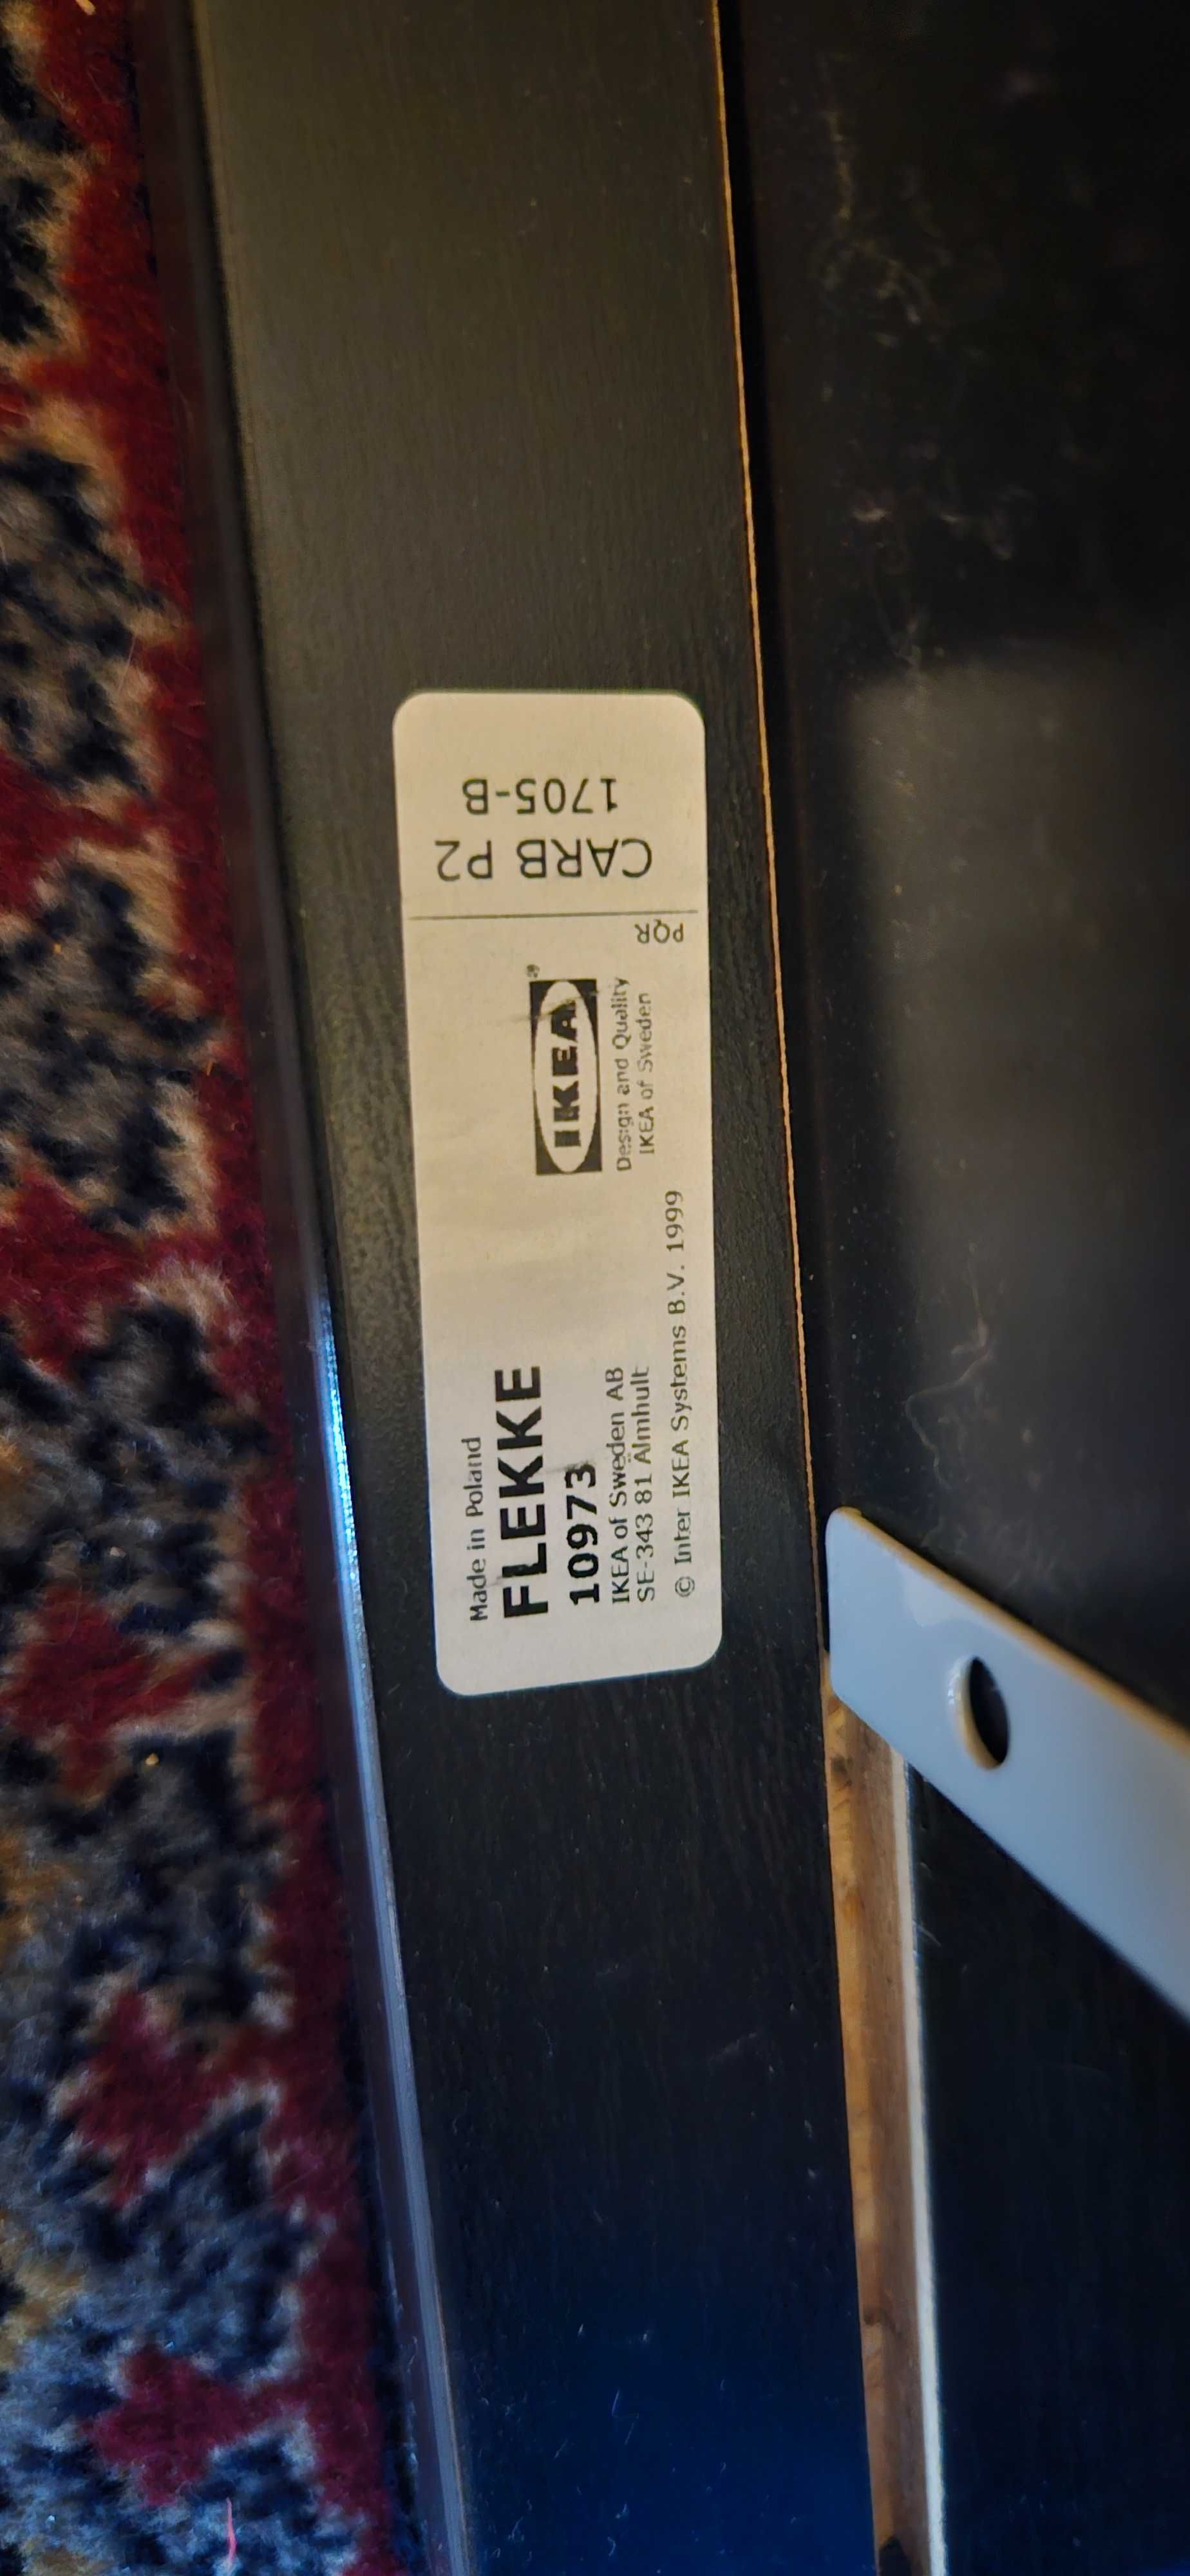 Made in Poland
FLEKKE
10973
IKEA of Sweden AB
SE-343 81 Älmhult
© Inter IKEA Systems B.V. 1999
IKEA®
Design and Quality
IKEA of Sweden
PQR
CARB P2
1705-B